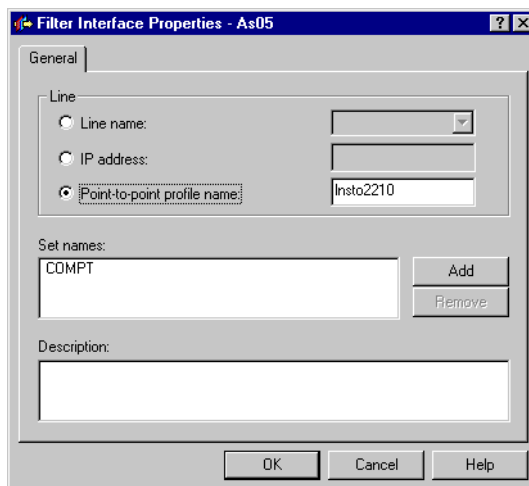 Filter Interface Properties - As05
General
Line
Line name:
IP address:
Point-to-point profile name: lnsto2210
Set names:
COMPT
Add
Remove
Description:
OK Cancel Help